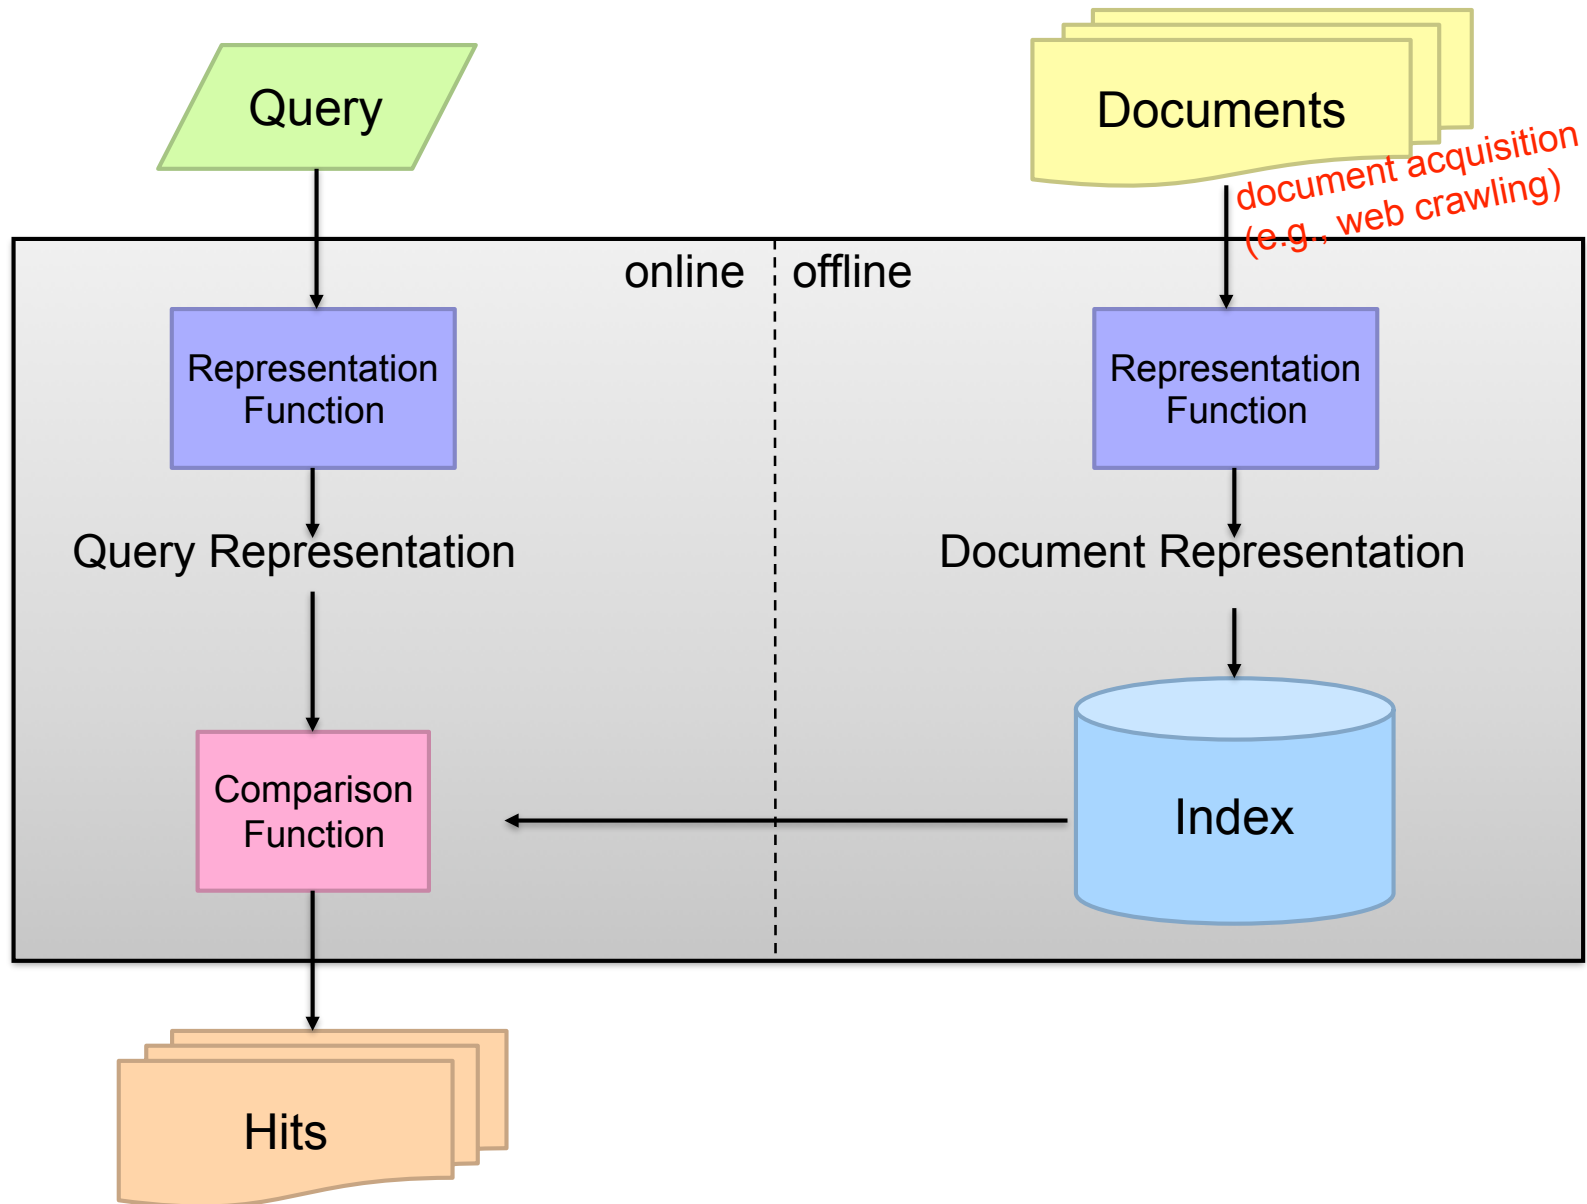 Query
Documents
document acquisition
(e.g., web crawling)
online
offline
Representation
Function
Representation
Function
Query Representation
Document Representation
Comparison
Function
Index
Hits